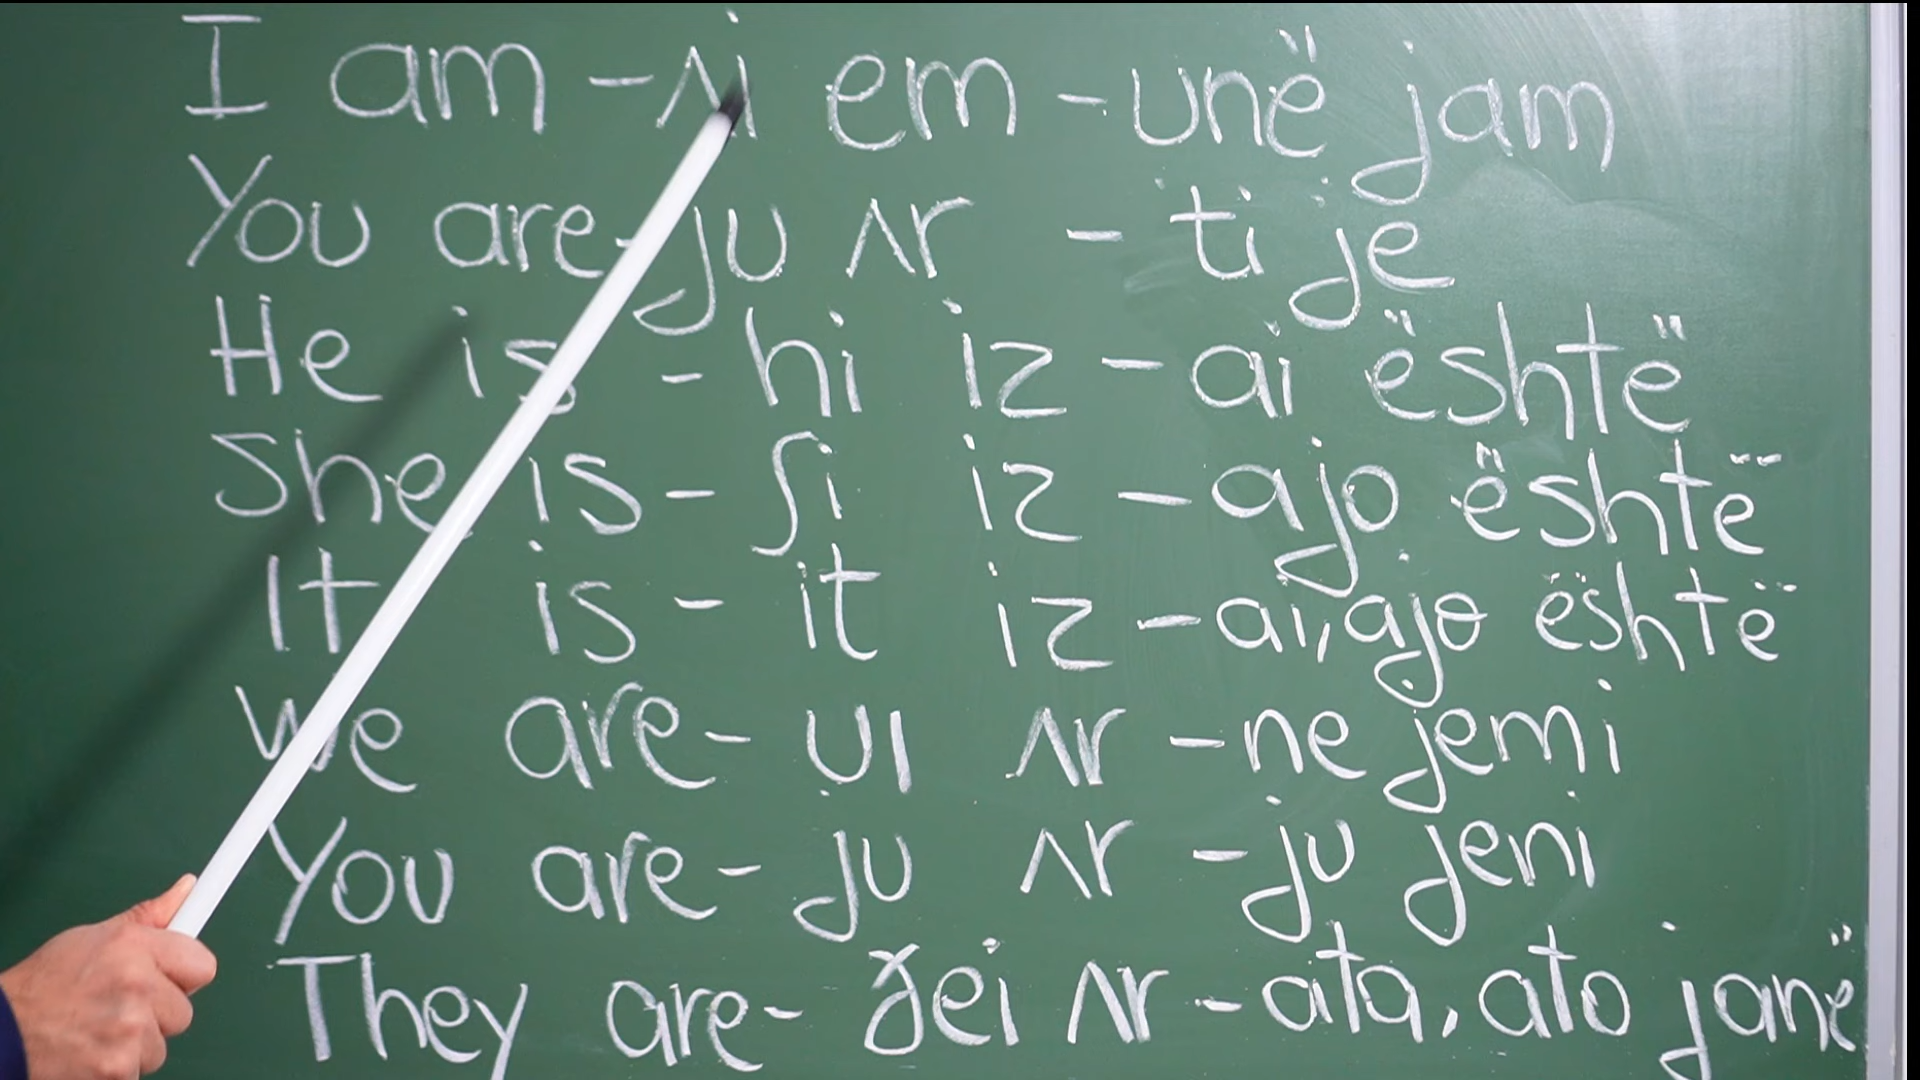 I am - ʌi em - unë jam
You are - ju ʌr - ti je
He is - hi iz - ai është
She is - ʃi iz - ajo është
It is - it iz - ai, ajo është
We are - uı ʌr - ne jemi
You are - ju ʌr - ju jeni
They are - ðei ʌr - ata, ato janë